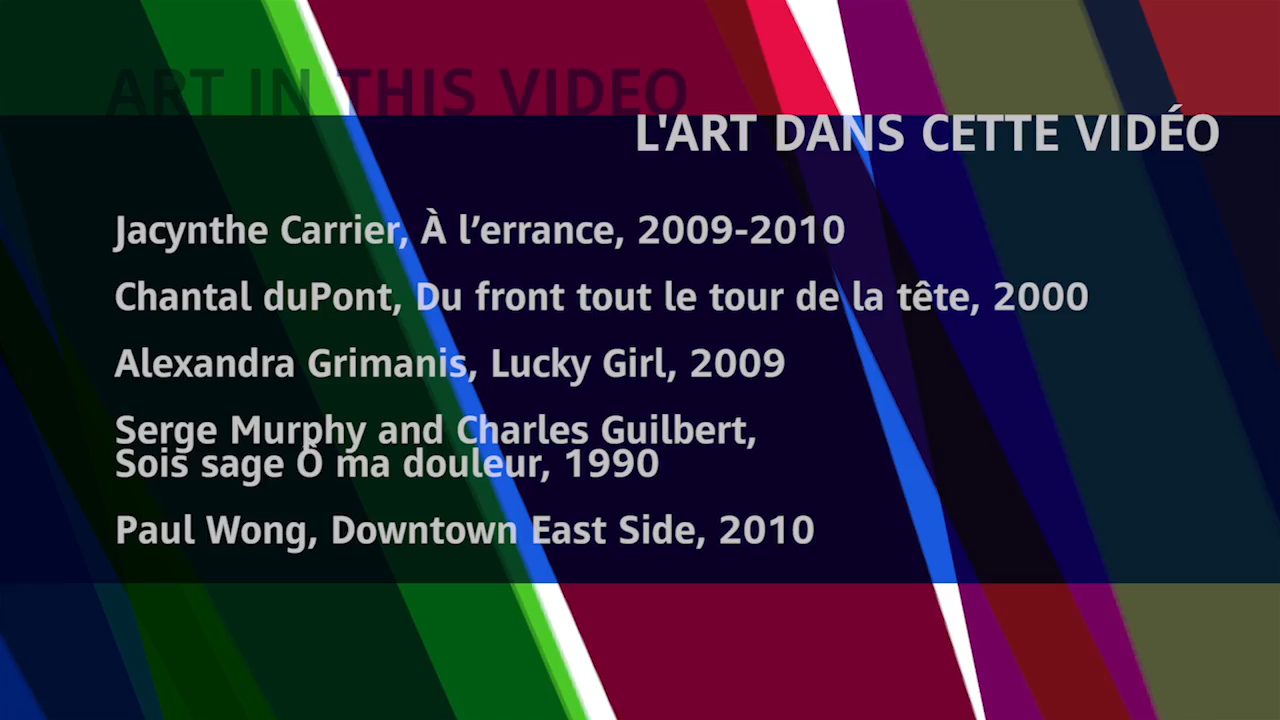 ART IN THIS VIDEO
L'ART DANS CETTE VIDÉO
Jacynthe Carrier, À l’errance, 2009-2010
Chantal duPont, Du front tout le tour de la tête, 2000
Alexandra Grimanis, Lucky Girl, 2009
Serge Murphy and Charles Guilbert,
Sois sage Ô ma douleur, 1990
Paul Wong, Downtown East Side, 2010